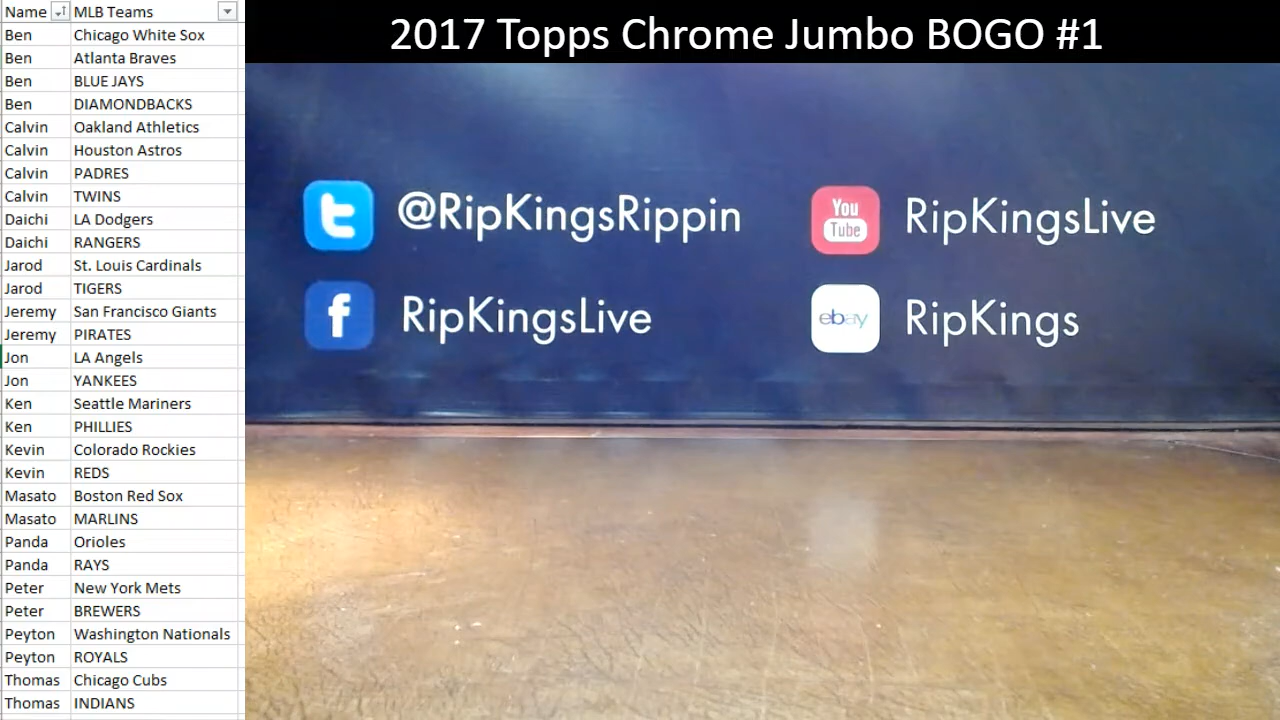 Name MLB Teams
Ben Chicago White Sox
Ben Atlanta Braves
Ben BLUE JAYS
Ben DIAMONDBACKS
Calvin Oakland Athletics
Calvin Houston Astros
Calvin PADRES
Calvin TWINS
Daichi LA Dodgers
Daichi RANGERS
Jarod St. Louis Cardinals
Jarod TIGERS
Jeremy San Francisco Giants
Jeremy PIRATES
Jon LA Angels
Jon YANKEES
Ken Seattle Mariners
Ken PHILLIES
Kevin Colorado Rockies
Kevin REDS
Masato Boston Red Sox
Masato MARLINS
Panda Orioles
Panda RAYS
Peter New York Mets
Peter BREWERS
Peyton Washington Nationals
Peyton ROYALS
Thomas Chicago Cubs
Thomas INDIANS
2017 Topps Chrome Jumbo BOGO #1
@RipKingsRippin
You
Tube
RipKingsLive
f RipKingsLive
ebay RipKings